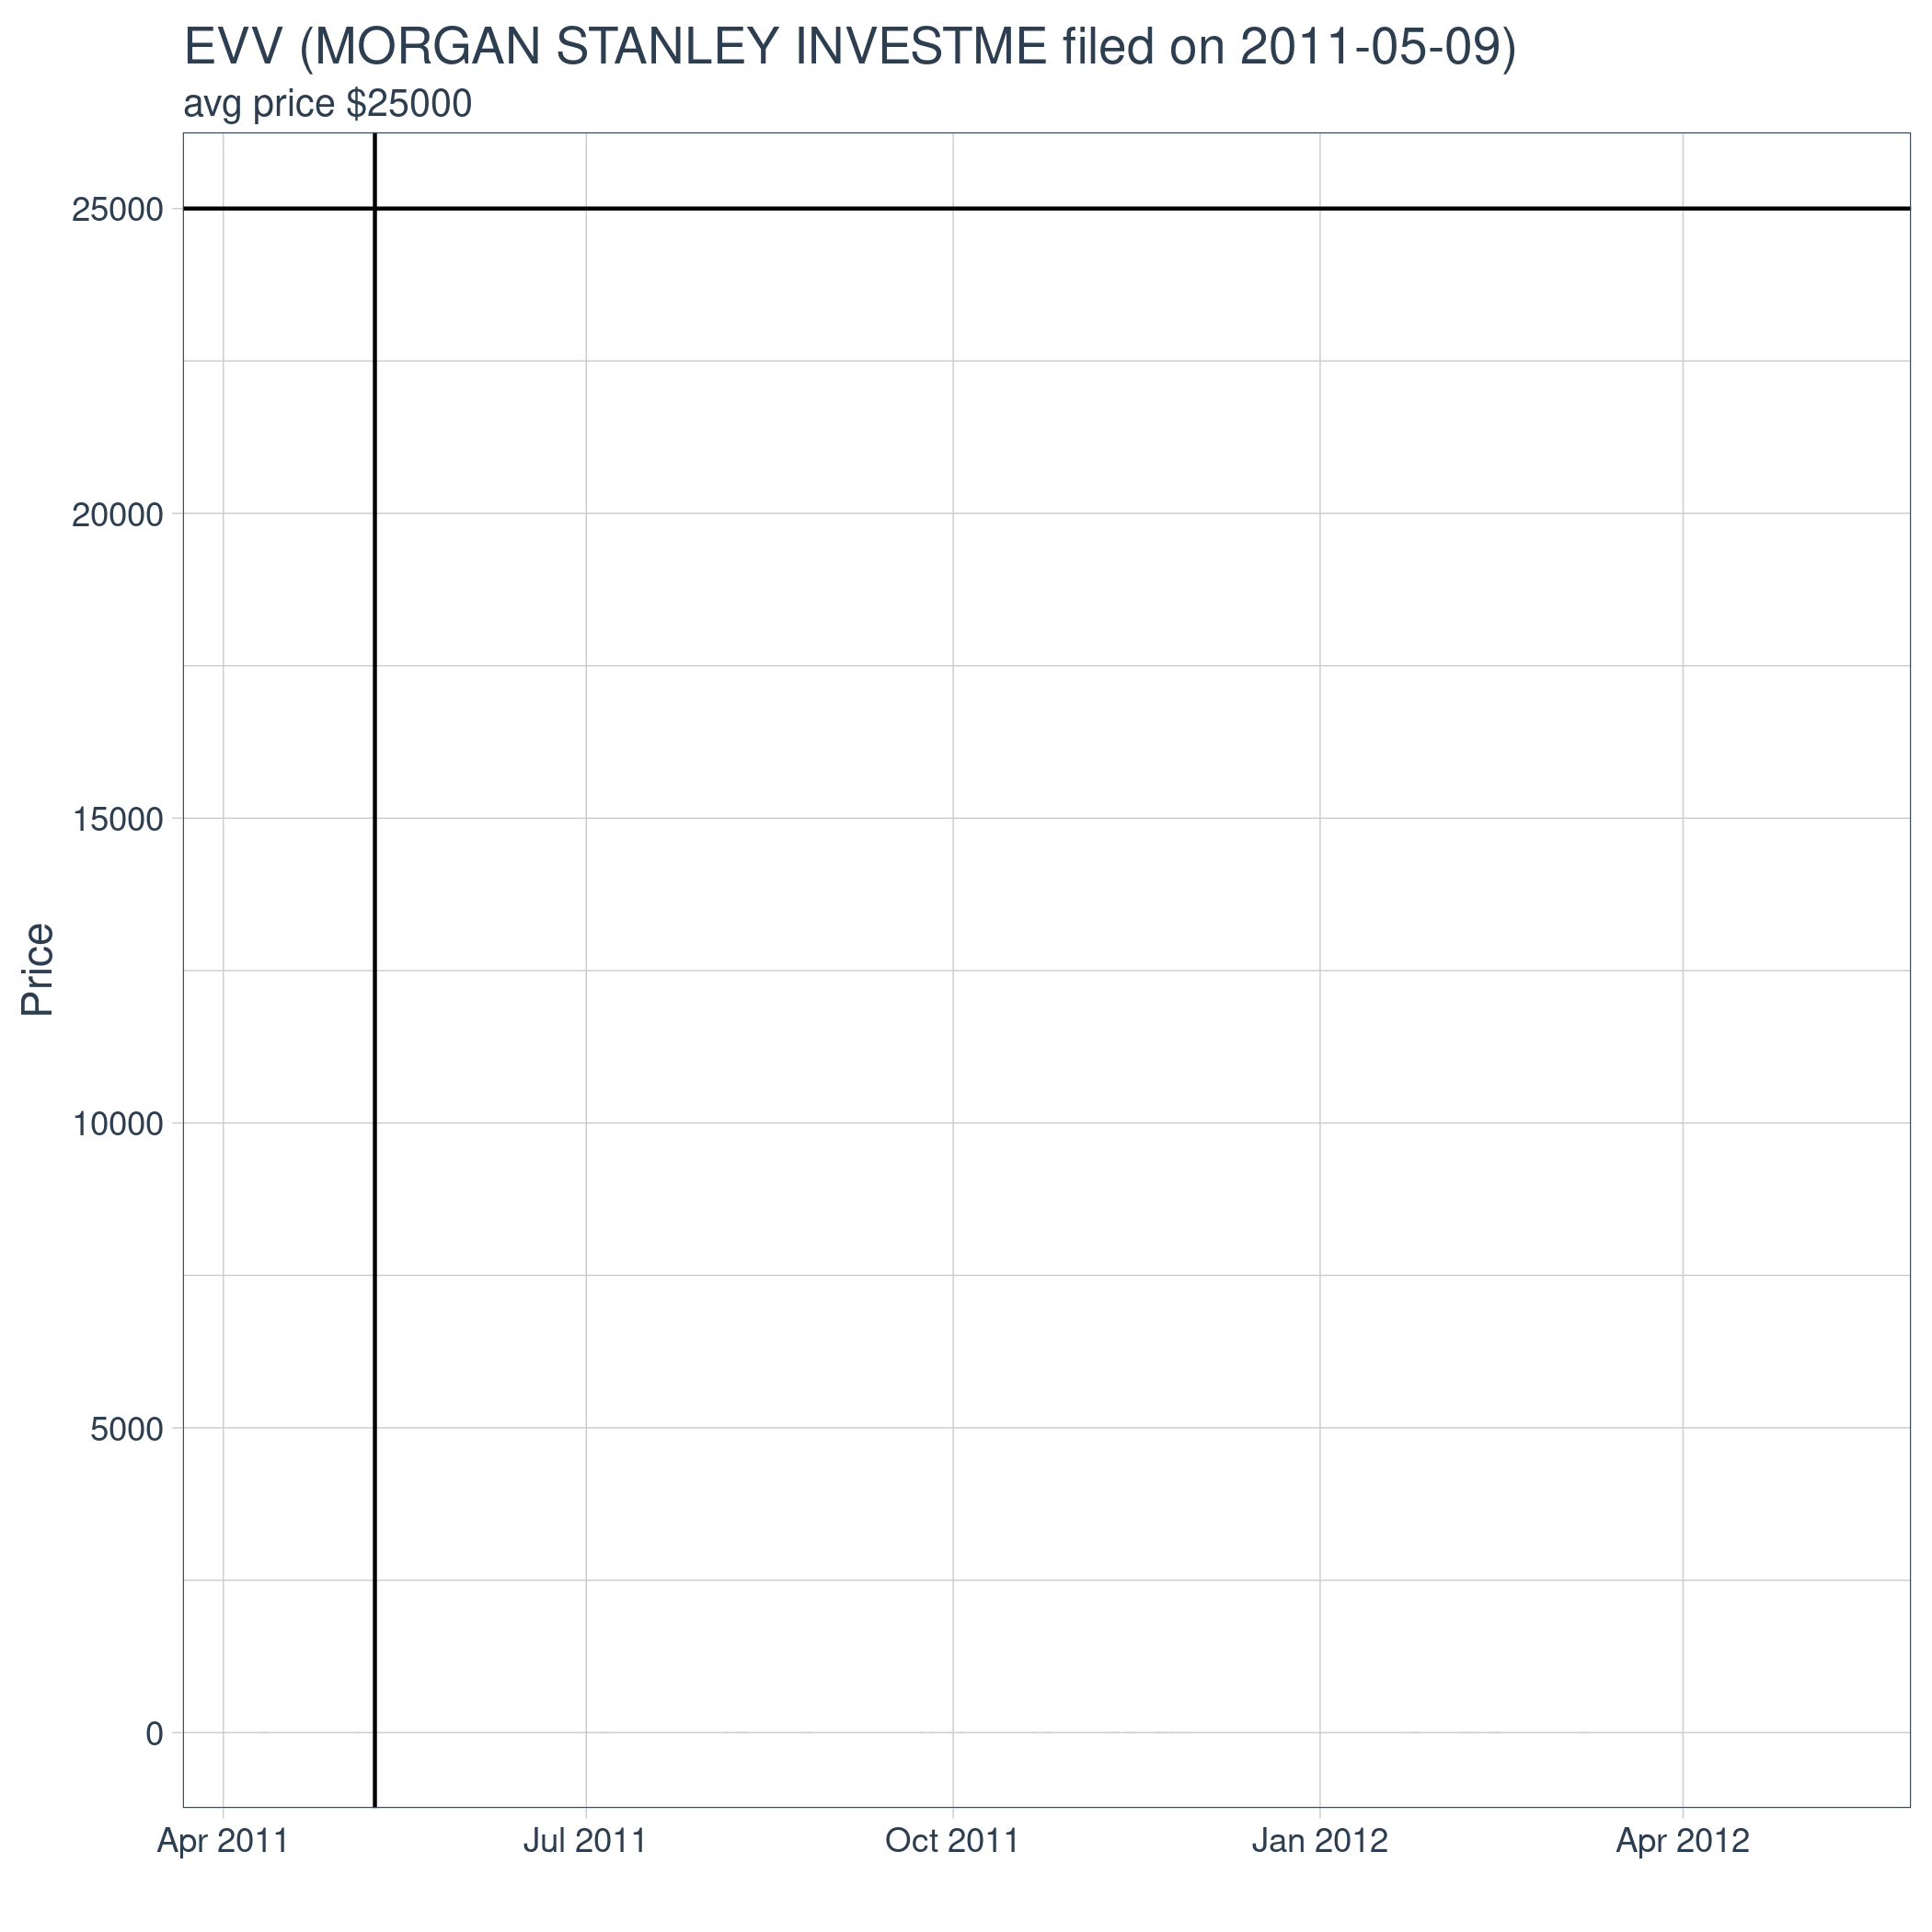 EVV (MORGAN STANLEY INVESTME filed on 2011-05-09)
avg price $25000
25000
20000
15000
10000
5000
0
Price
Apr 2011
Jul 2011
Oct 2011
Jan 2012
Apr 2012